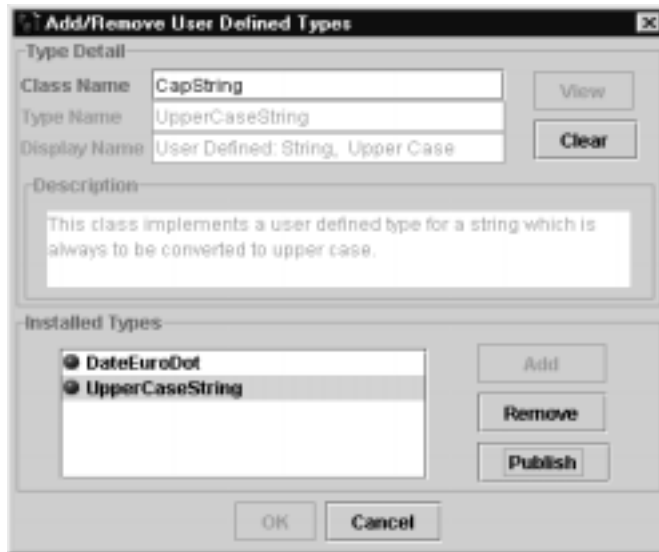 Add/Remove User Defined Types
Type Detail
Class Name CapString View
Type Name UpperCaseString
Display Name User Defined: String, Upper Case Clear
Description
This class implements a user defined type for a string which is
always to be converted to upper case.
Installed Types
DateEuroDot Add
UpperCaseString
Remove
Publish
OK Cancel